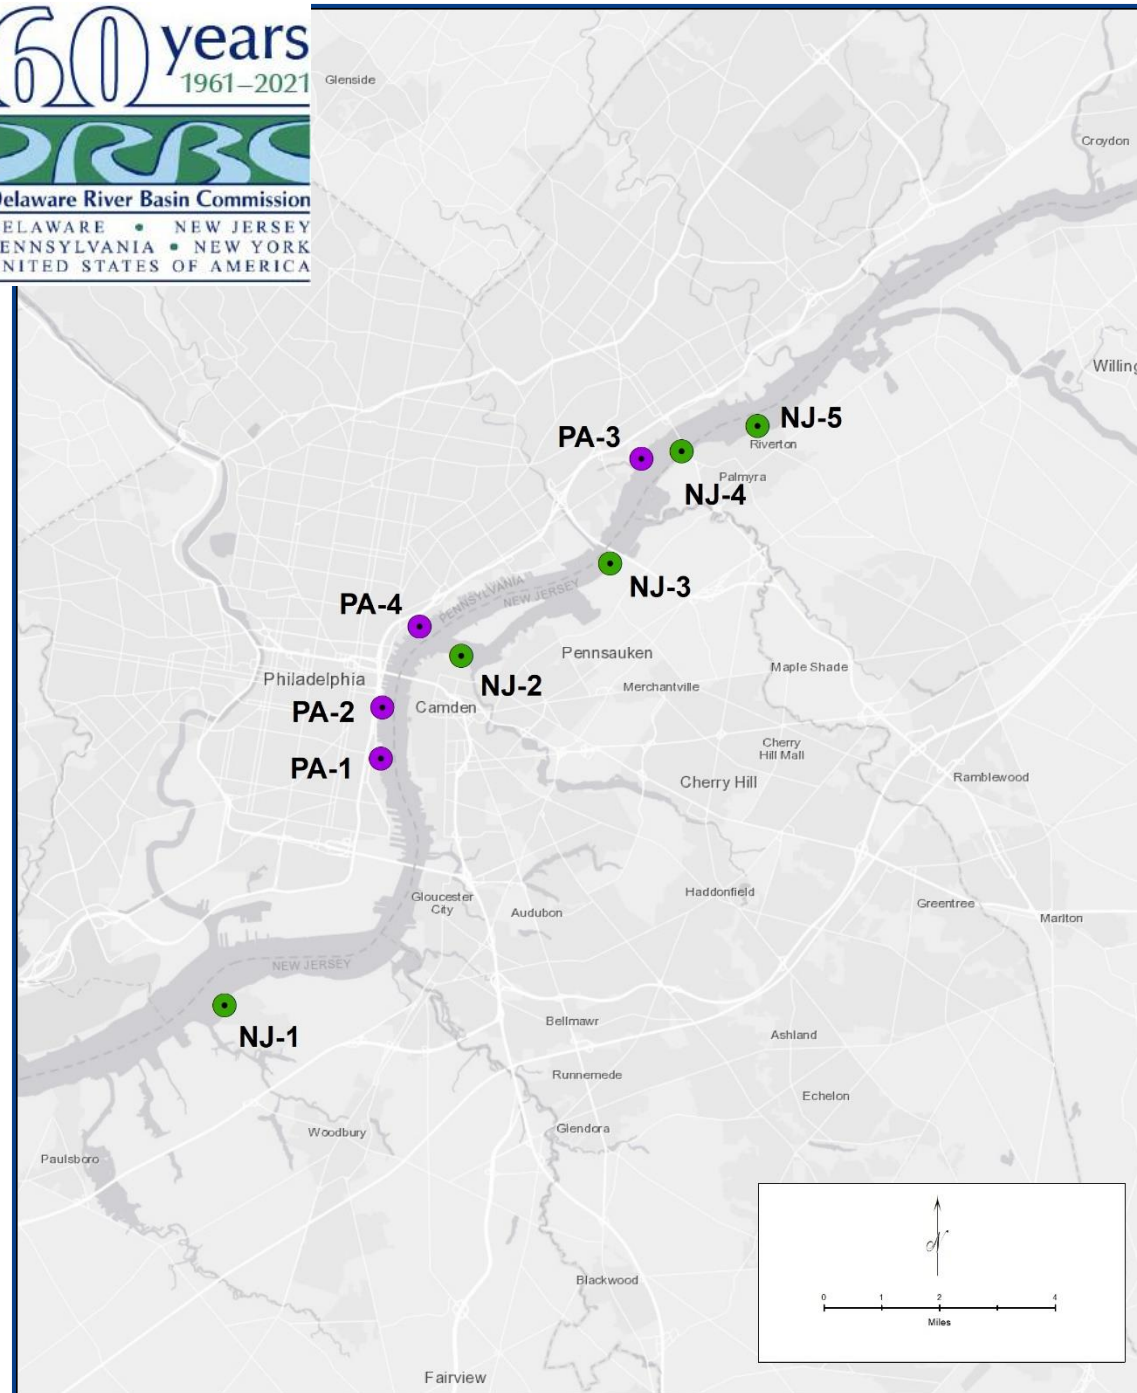 60 years
1961–2021
DRBC
Delaware River Basin Commission
DELAWARE • NEW JERSEY
PENNSYLVANIA • NEW YORK
UNITED STATES OF AMERICA
Glenside
Croydon
Willing
NJ-5
PA-3
Riverton
Palmyra
NJ-4
PENNSYLVANIA
NEW JERSEY
NJ-3
PA-4
Pennsauken
Maple Shade
Philadelphia
NJ-2
Merchantville
PA-2
Camden
Cherry
Hill Mall
PA-1
Cherry Hill
Ramblewood
Haddonfield
Gloucester
City
Audubon
Greentree
Marlton
NEW JERSEY
NJ-1
Bellmawr
Ashland
Runnemede
Echelon
Woodbury
Glendora
Paulsboro
N
Blackwood
0 1 2 4
Miles
Fairview